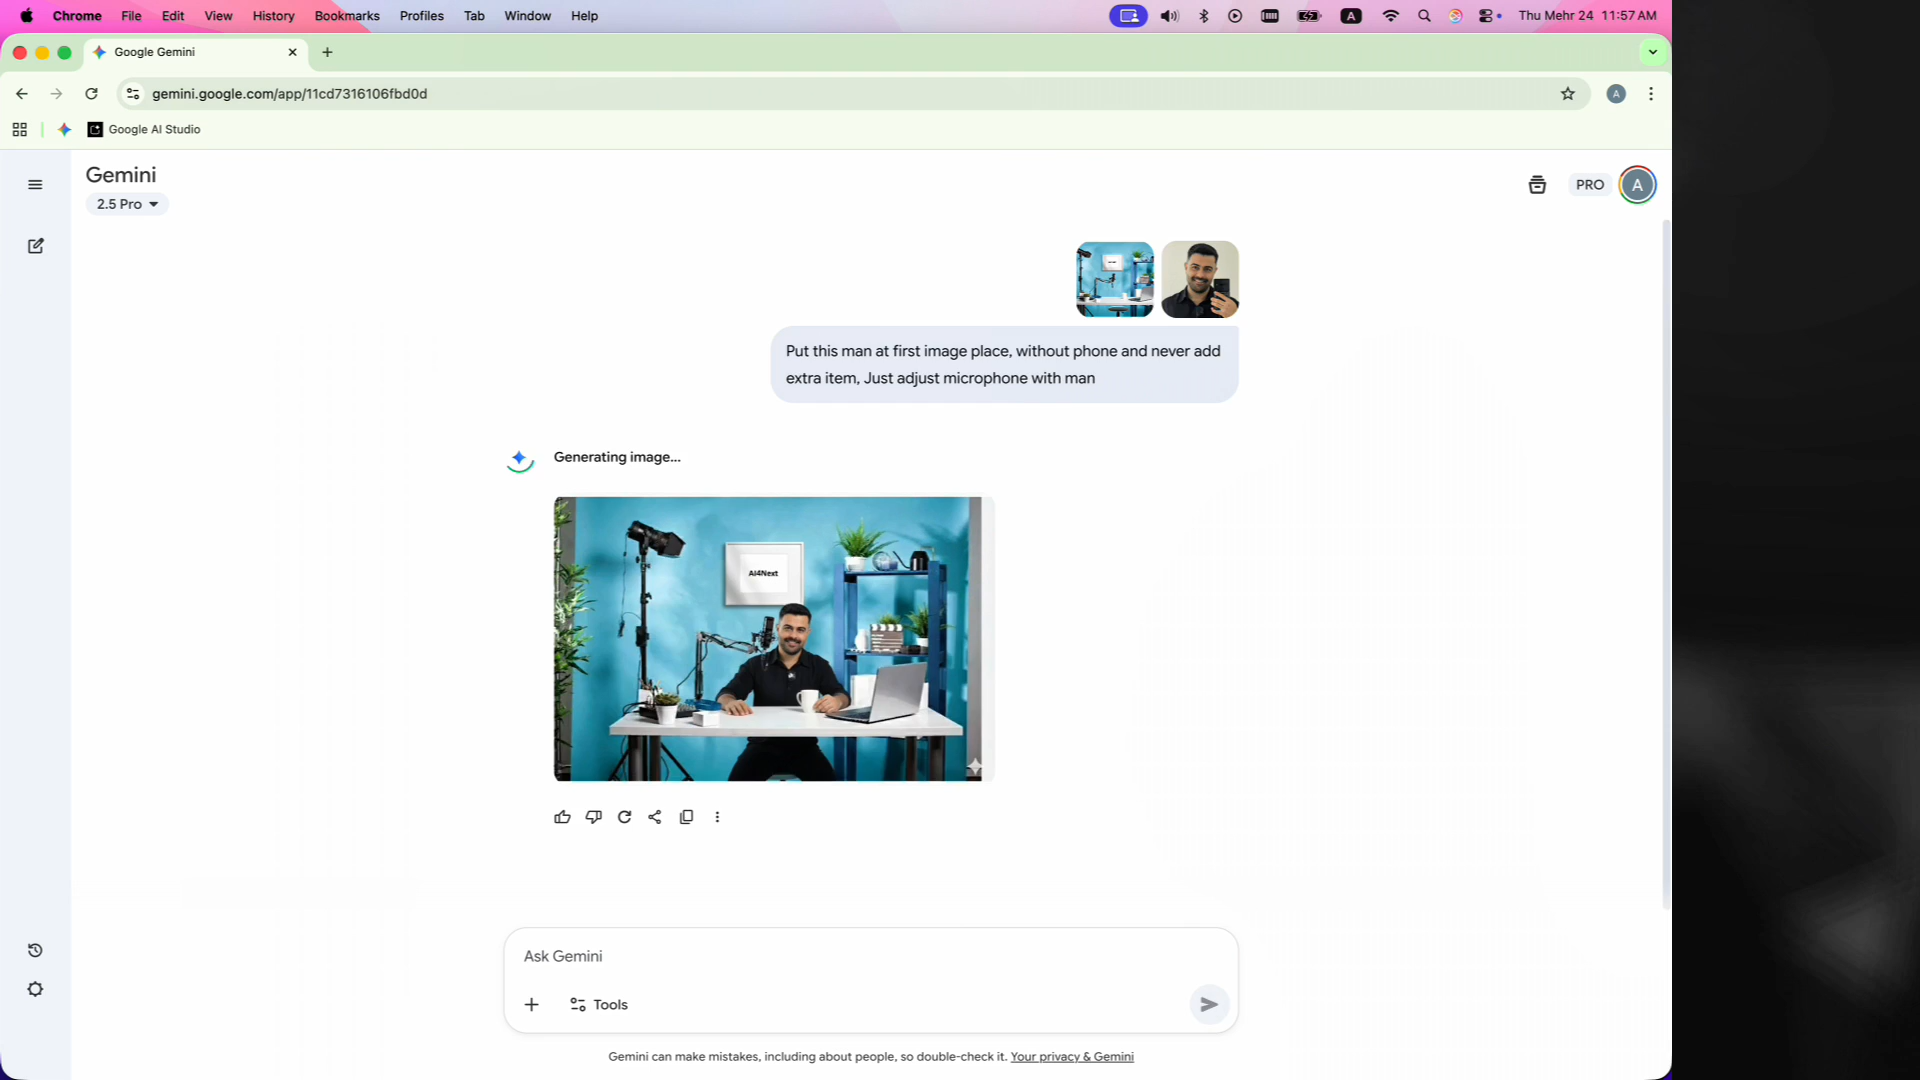 Chrome File Edit View History Bookmarks Profiles Tab Window Help
A
Thu Mehr 24 11:57 AM
Google Gemini
gemini.google.com/app/11cd7316106fbd0d
A
Google AI Studio
Gemini
2.5 Pro
PRO
A
Put this man at first image place, without phone and never add
extra item, Just adjust microphone with man
Generating image...
AI4Next
Ask Gemini
Tools
Gemini can make mistakes, including about people, so double-check it. Your privacy & Gemini